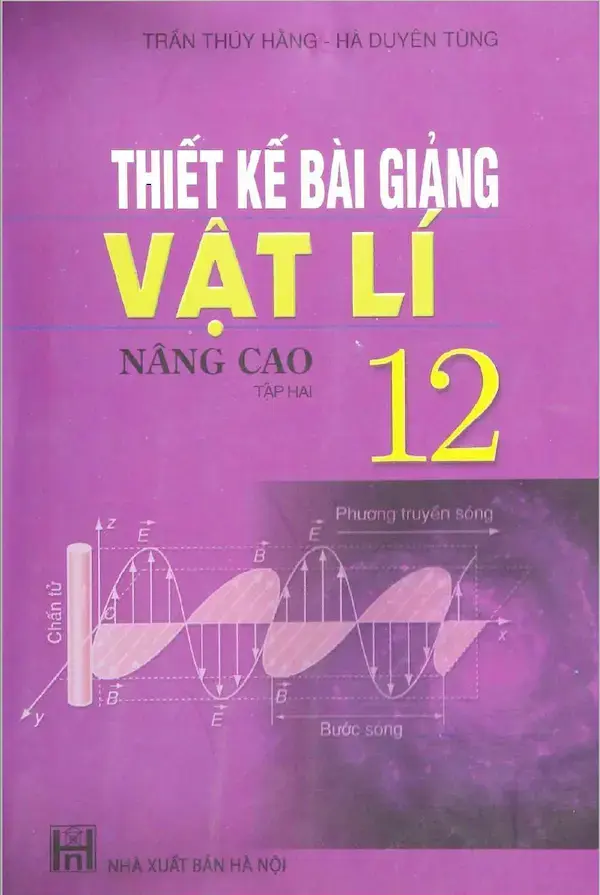 TRẦN THÚY HẰNG - HÀ DUYÊN TÙNG
THIẾT KẾ BÀI GIẢNG
VẬT LÍ
NÂNG CAO
TẬP HAI
12
Phương truyền sóng
z
E
E
B
B
Chấn tử
C
x
y
B
E
B
Bước sóng
Hn
NHÀ XUẤT BẢN HÀ NỘI